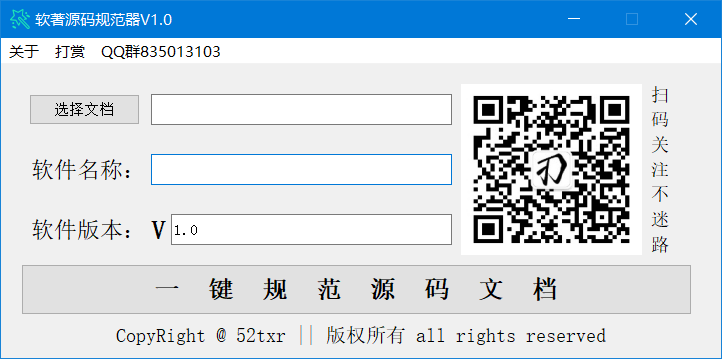 软著源码规范器V1.0
关于 打赏 QQ群835013103
选择文档
软件名称：
软件版本： V 1.0
扫码关注不迷路
一键规范源码文档
CopyRight @ 52txr || 版权所有 all rights reserved